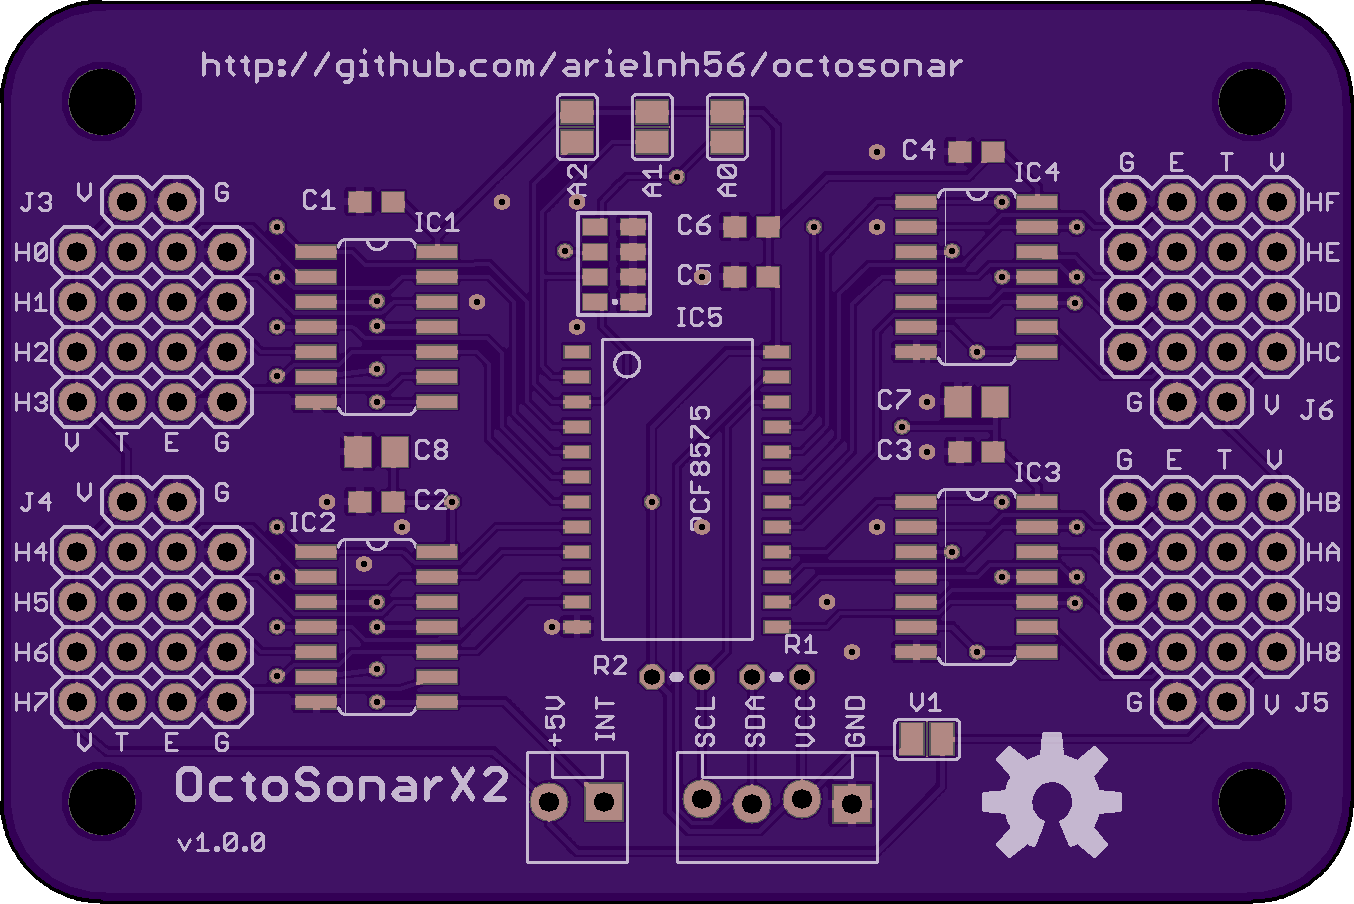 http://github.com/arielnh56/octosonar
A2 A1 A0
C4
G E T V
IC4
J3 V G
C1
IC1
C6
HF
H0
HE
C5
H1
HD
IC5
H2
HC
H3
C7
G V J6
V T E G
C8
C3
PCF8575
G E T V
IC3
J4 V G
C2
HB
IC2
H4
HA
H5
H9
H6
H8
R2
R1
H7
G V J5
V T E G
+5V INT
SCL SDA VCC GND
V1
OctoSonarX2
v1.0.0